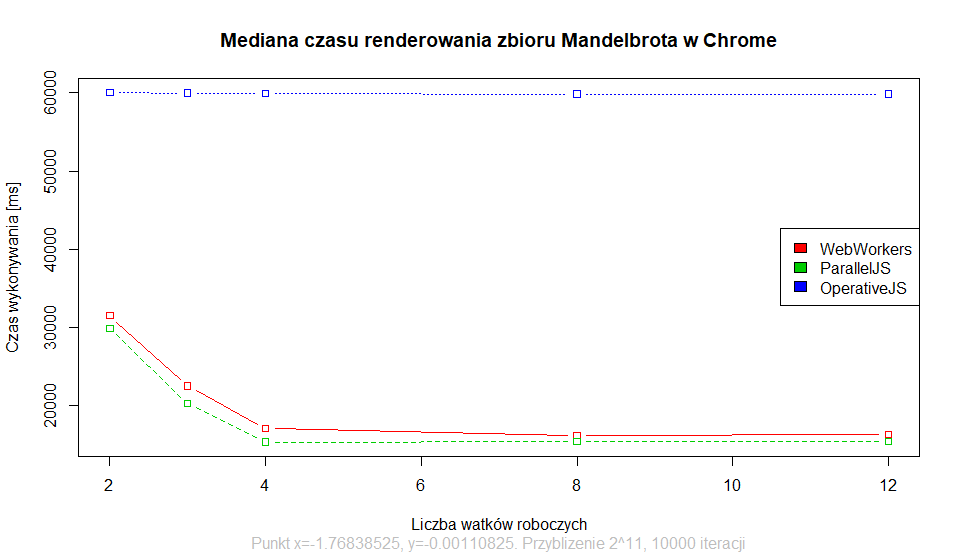 Mediana czasu renderowania zbioru Mandelbrota w Chrome
Czas wykonywania [ms]
60000
50000
40000
30000
20000
WebWorkers
ParallelJS
OperativeJS
2 4 6 8 10 12
Liczba watków roboczych
Punkt x=-1.76838525, y=-0.00110825. Przyblizenie 2^11, 10000 iteracji